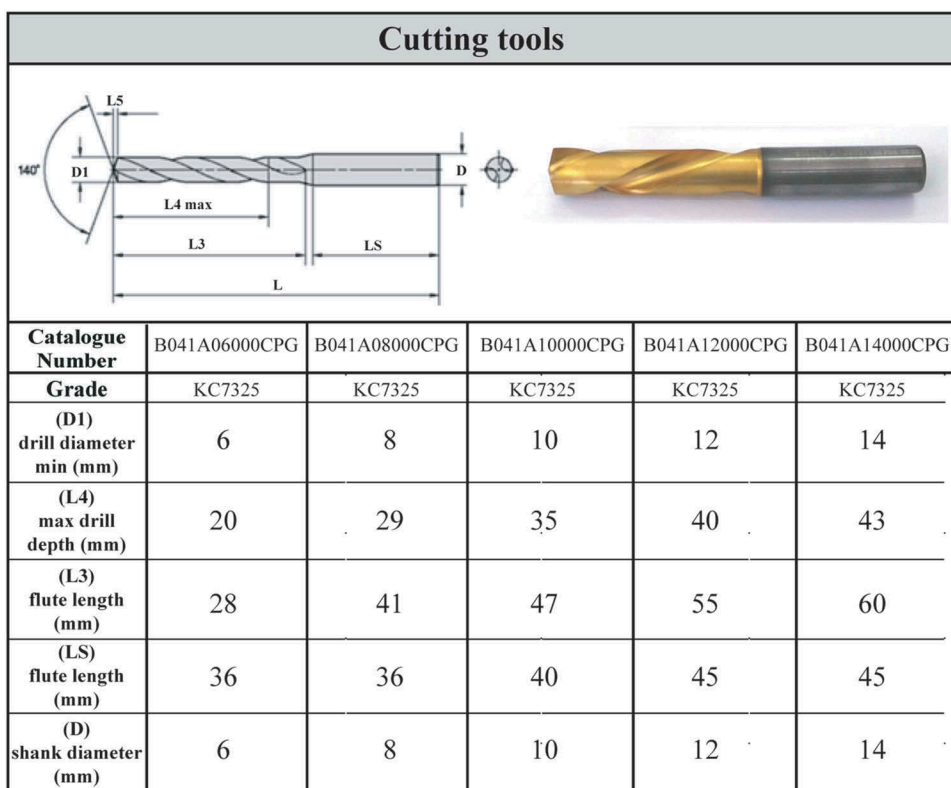 Cutting tools
L5
140°
D1
D
L4 max
L3
LS
L
Catalogue Number
B041A06000CPG
B041A08000CPG
B041A10000CPG
B041A12000CPG
B041A14000CPG
Grade
KC7325
KC7325
KC7325
KC7325
KC7325
(D1)
drill diameter
min (mm)
6
8
10
12
14
(L4)
max drill
depth (mm)
20
29
35
40
43
(L3)
flute length
(mm)
28
41
47
55
60
(LS)
flute length
(mm)
36
36
40
45
45
(D)
shank diameter
(mm)
6
8
10
12
14